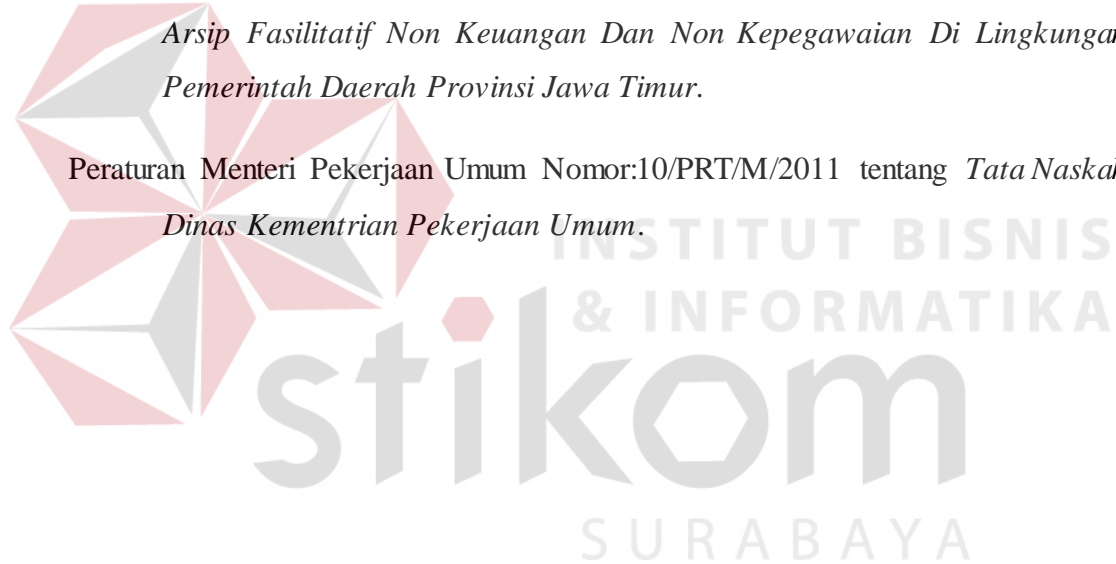 Arsip Fasilitatif Non Keuangan Dan Non Kepegawaian Di Lingkungan
Pemerintah Daerah Provinsi Jawa Timur.
Peraturan Menteri Pekerjaan Umum Nomor:10/PRT/M/2011 tentang Tata Naskah
Dinas Kementrian Pekerjaan Umum.
INSTITUT BISNIS
& INFORMATIKA
stikom
SURABAYA